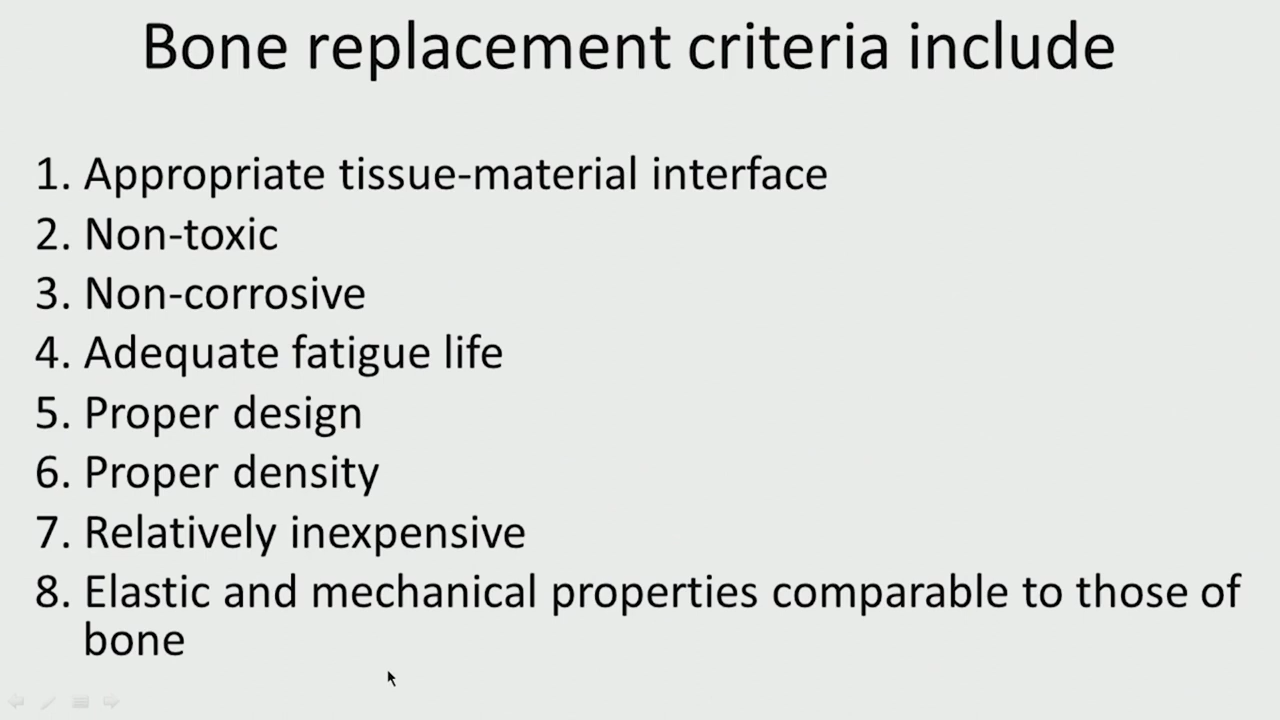 Bone replacement criteria include
1. Appropriate tissue-material interface
2. Non-toxic
3. Non-corrosive
4. Adequate fatigue life
5. Proper design
6. Proper density
7. Relatively inexpensive
8. Elastic and mechanical properties comparable to those of
bone